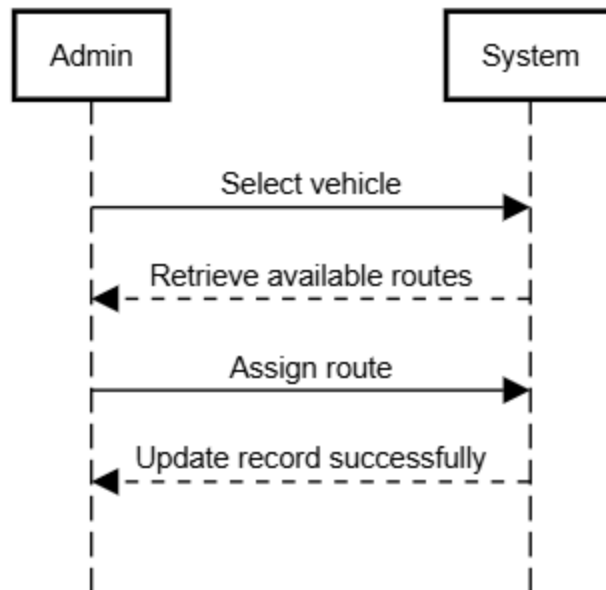 Admin
System
Select vehicle
Retrieve available routes
Assign route
Update record successfully